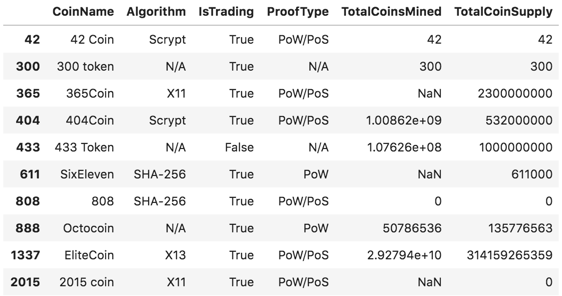 CoinName Algorithm IsTrading ProofType TotalCoinsMined TotalCoinSupply
42 42 Coin Scrypt True PoW/PoS 42 42
300 300 token N/A True N/A 300 300
365 365Coin X11 True PoW/PoS NaN 2300000000
404 404Coin Scrypt True PoW/PoS 1.00862e+09 532000000
433 433 Token N/A False N/A 1.07626e+08 1000000000
611 SixEleven SHA-256 True PoW NaN 611000
808 808 SHA-256 True PoW/PoS 0 0
888 Octocoin N/A True PoW 50786536 135776563
1337 EliteCoin X13 True PoW/PoS 2.92794e+10 314159265359
2015 2015 coin X11 True PoW/PoS NaN 0